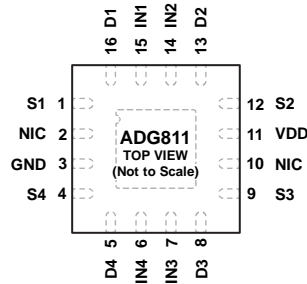 16 D1
15 IN1
14 IN2
13 D2
S1 1
NIC 2
GND 3
S4 4
ADG811
TOP VIEW
(Not to Scale)
12 S2
11 VDD
10 NIC
9 S3
D4 5
IN4 6
IN3 7
D3 8